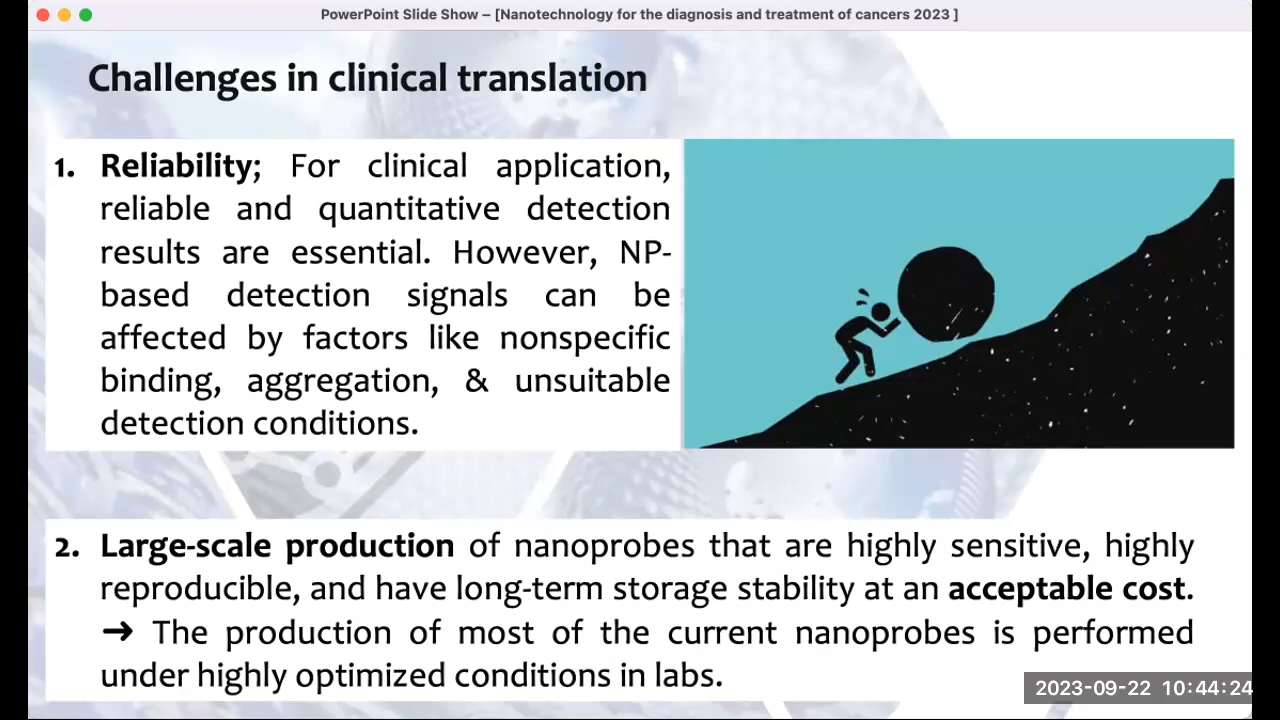 PowerPoint Slide Show – [Nanotechnology for the diagnosis and treatment of cancers 2023 ]
Challenges in clinical translation
1. Reliability; For clinical application,
reliable and quantitative detection
results are essential. However, NP-
based detection signals can be
affected by factors like nonspecific
binding, aggregation, & unsuitable
detection conditions.
2. Large-scale production of nanoprobes that are highly sensitive, highly
reproducible, and have long-term storage stability at an acceptable cost.
➔ The production of most of the current nanoprobes is performed
under highly optimized conditions in labs.
2023-09-22 10:44:24